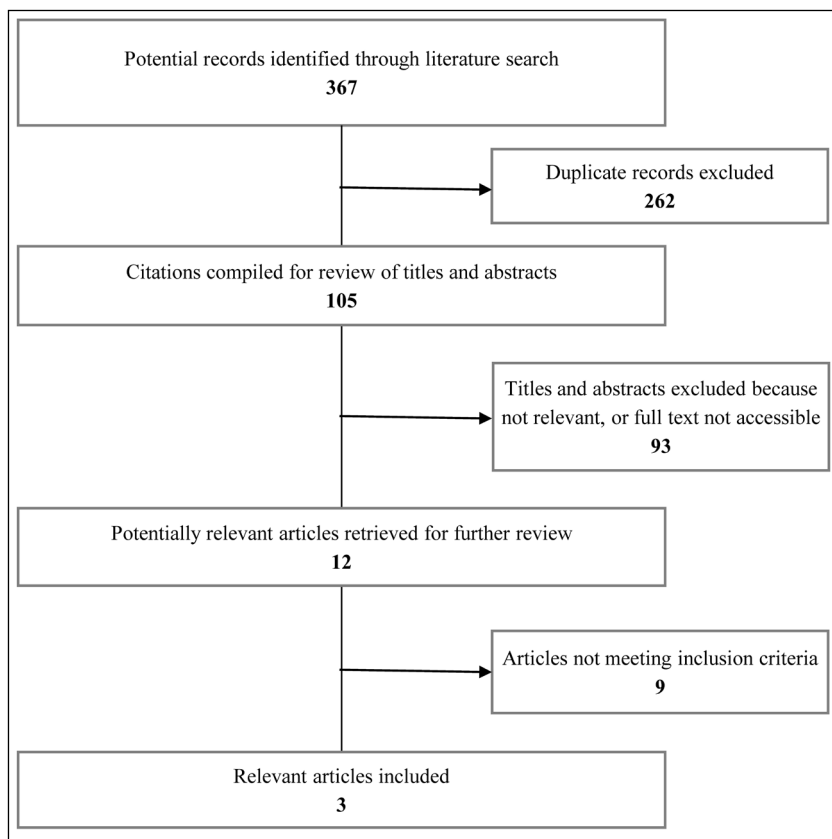 Potential records identified through literature search
367
Duplicate records excluded
262
Citations compiled for review of titles and abstracts
105
Titles and abstracts excluded because
not relevant, or full text not accessible
93
Potentially relevant articles retrieved for further review
12
Articles not meeting inclusion criteria
9
Relevant articles included
3